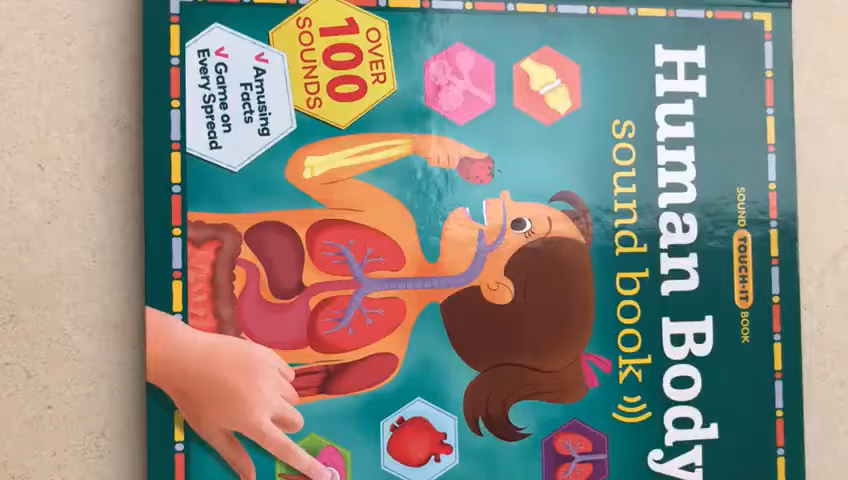 SOUND TOUCH-IT BOOK
Human Body
sound book
OVER
100
SOUNDS
Amusing
Facts
Game on
Every Spread